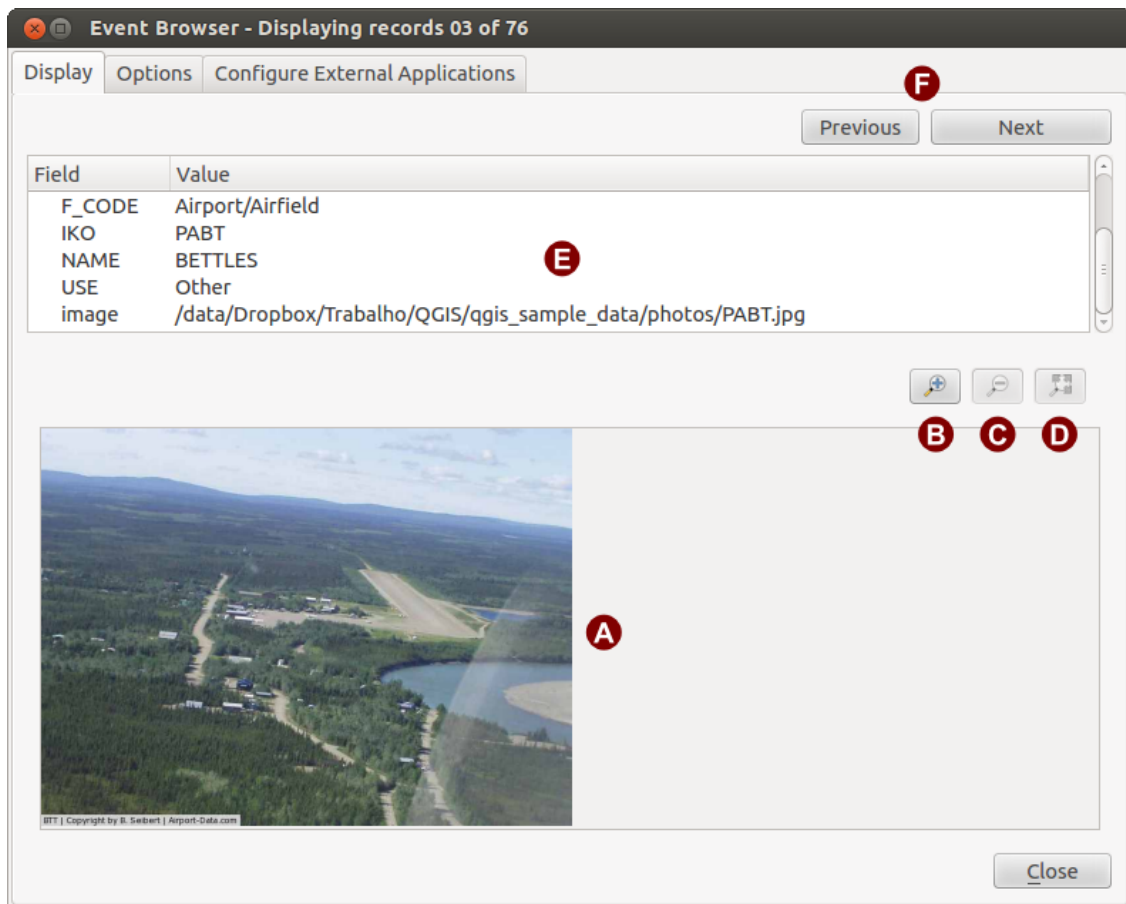 Event Browser - Displaying records 03 of 76
Display Options Configure External Applications
F
Previous Next
Field Value
F_CODE Airport/Airfield
IKO PABT
NAME BETTLES
E
USE Other
image /data/Dropbox/Trabalho/QGIS/qgis_sample_data/photos/PABT.jpg
B C D
A
BTT | Copyright by B. Seibert | Airport-Data.com
Close